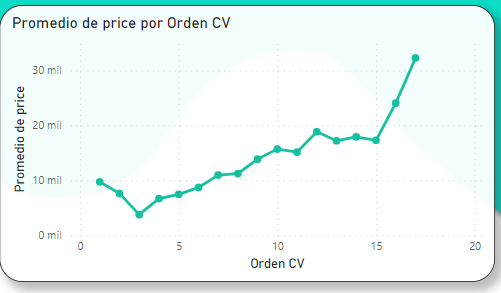 Promedio de price por Orden CV
30 mil
20 mil
10 mil
0 mil
Promedio de price
0 5 10 15 20
Orden CV